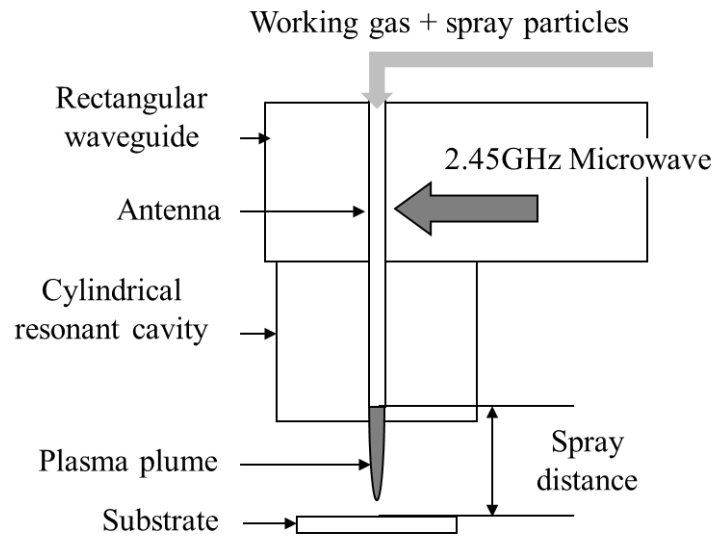 Working gas + spray particles
Rectangular
waveguide
2.45GHz Microwave
Antenna
Cylindrical
resonant cavity
Plasma plume
Spray
distance
Substrate